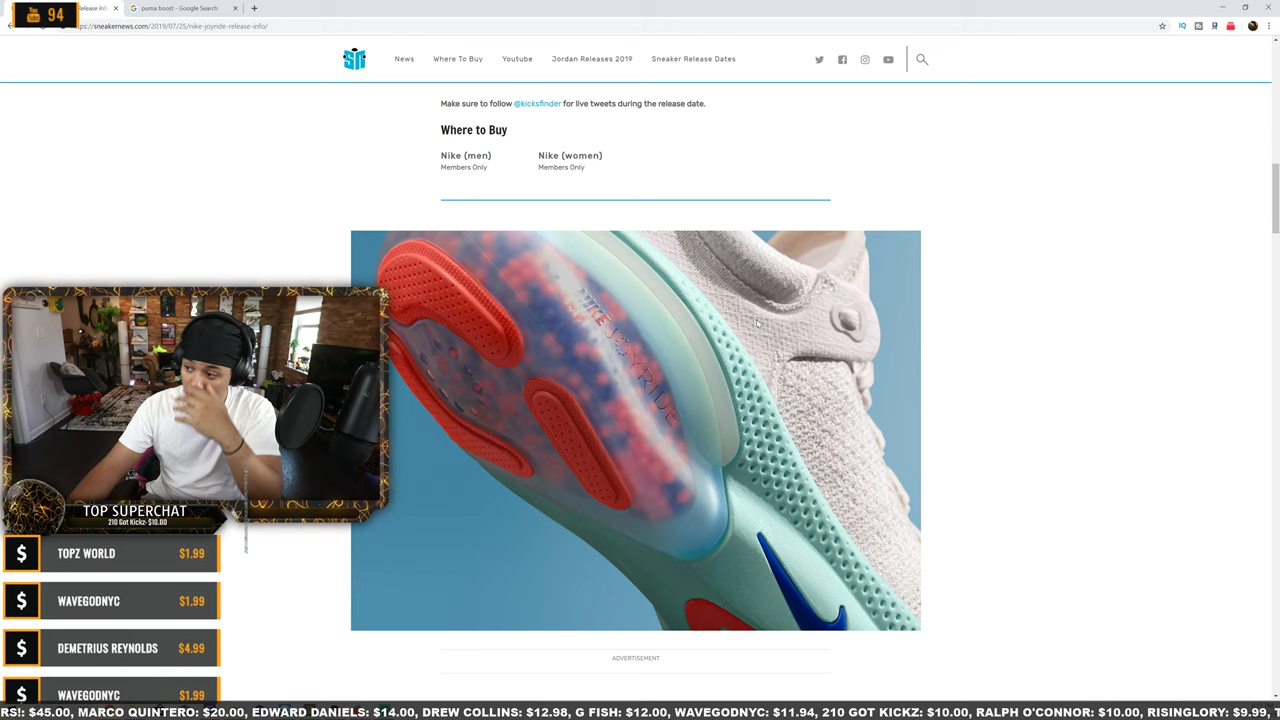 94
Release Inf
puma boost - Google Search
https://sneakernews.com/2019/07/25/nike-joyride-release-info/
News
Where To Buy
Youtube
Jordan Releases 2019
Sneaker Release Dates
Make sure to follow @kicksfinder for live tweets during the release date.
Where to Buy
Nike (men)
Nike (women)
Members Only
Members Only
NIKE JOYRIDE
TOP SUPERCHAT
210 Got Kickz- $10.00
$ TOPZ WORLD $1.99
$ WAVEGODNYC $1.99
$ DEMETRIUS REYNOLDS $4.99
$ WAVEGODNYC $1.99
ADVERTISEMENT
RS!: $45.00, MARCO QUINTERO: $20.00, EDWARD DANIELS: $14.00, DREW COLLINS: $12.98, G FISH: $12.00, WAVEGODNYC: $11.94, 210 GOT KICKZ: $10.00, RALPH O'CONNOR: $10.00, RISINGLORY: $9.99,